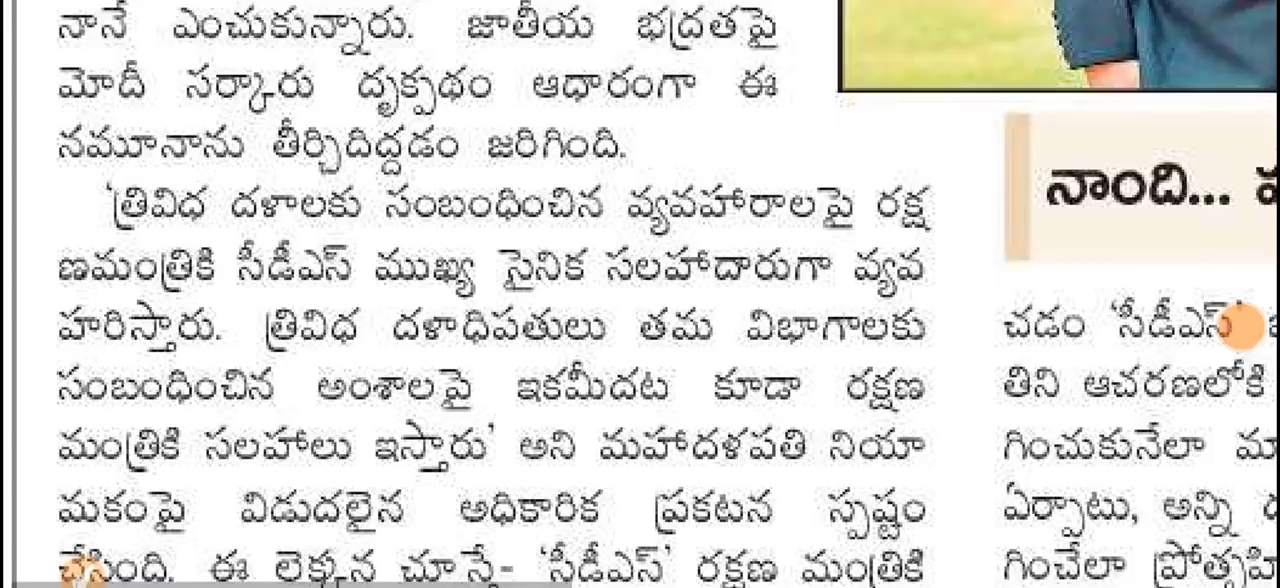 నానే ఎంచుకున్నారు. జాతీయ భద్రతపై
మోదీ సర్కారు దృక్పథం ఆధారంగా ఈ
నమూనాను తీర్చిదిద్దడం జరిగింది.
‘త్రివిధ దళాలకు సంబంధించిన వ్యవహారాలపై రక్ష
ణమంత్రికి సీడీఎస్ ముఖ్య సైనిక సలహాదారుగా వ్యవ
హరిస్తారు. త్రివిధ దళాధిపతులు తమ విభాగాలకు
సంబంధించిన అంశాలపై ఇకమీదట కూడా రక్షణ
మంత్రికి సలహాలు ఇస్తారు’ అని మహాదళపతి నియా
మకంపై విడుదలైన అధికారిక ప్రకటన స్పష్టం
చేసింది. ఈ లెక్కన చూస్తే- ‘సీడీఎస్’ రక్షణ మంత్రికి
నాంది...
చడం ‘సీడీఎస్’
తిని ఆచరణలోకి
గించుకునేలా
ఏర్పాటు, అన్ని
గించేలా